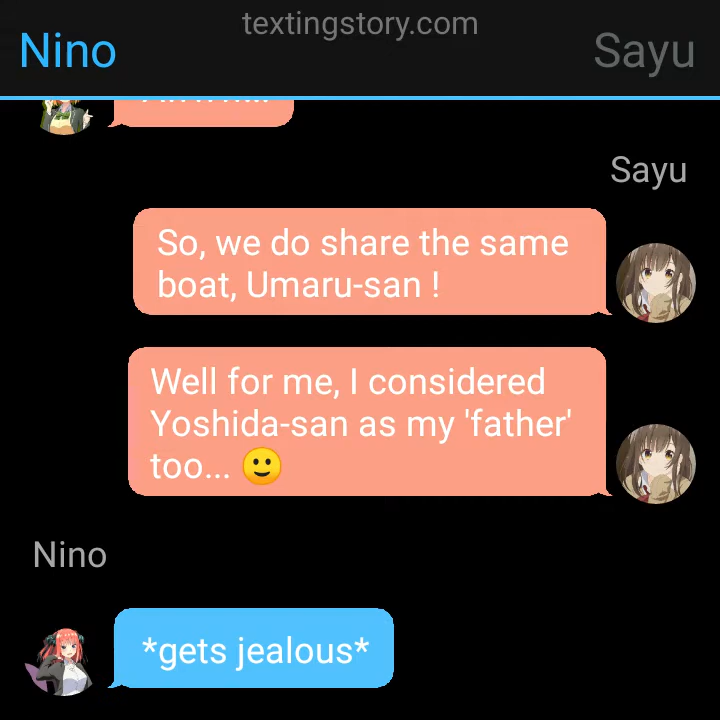 textingstory.com
Nino
Sayu
Sayu
So, we do share the same
boat, Umaru-san !
Well for me, I considered
Yoshida-san as my 'father'
too... 🙂
Nino
*gets jealous*